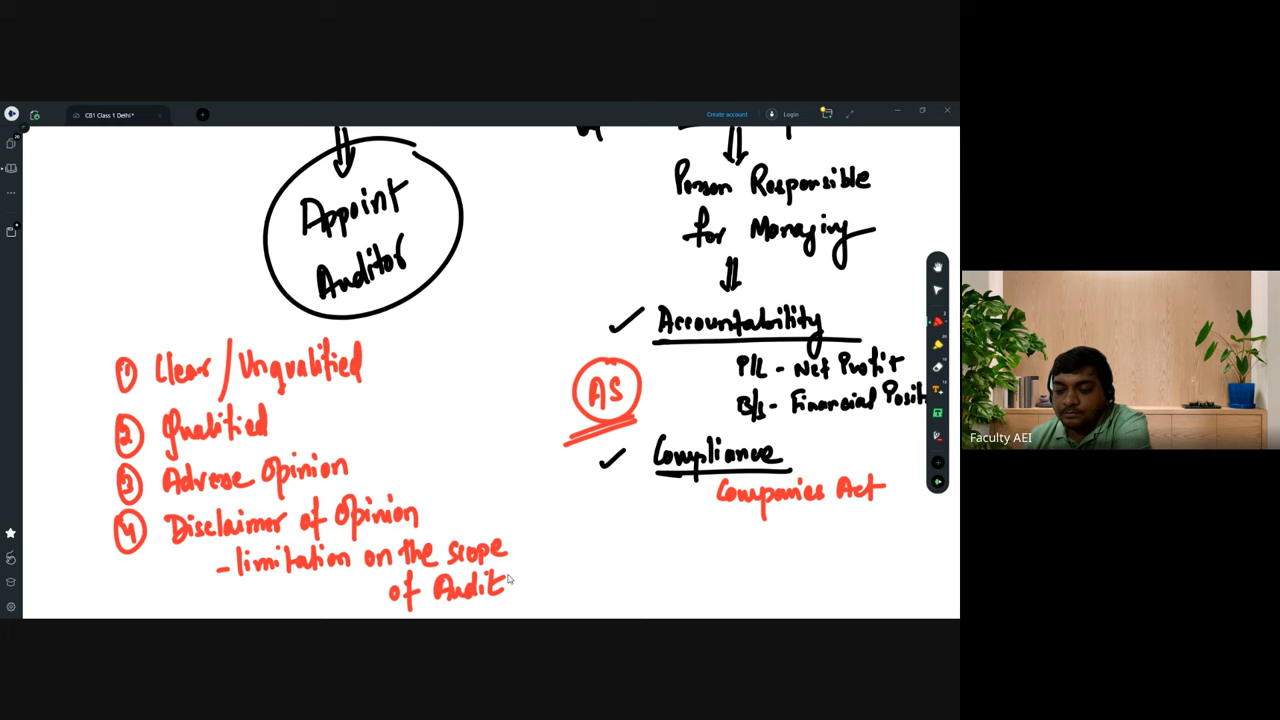 CB1 Class 1 Delhi*
Create account
Login
Appoint
Auditor
① Clear / Unqualified
② Qualified
③ Adverse Opinion
④ Disclaimer of Opinion
- limitation on the scope
of Audit
Person Responsible
for Managing
Accountability
P/L - Net Profit
B/s - Financial Posit
AS
Compliance
Companies Act
Faculty AEI